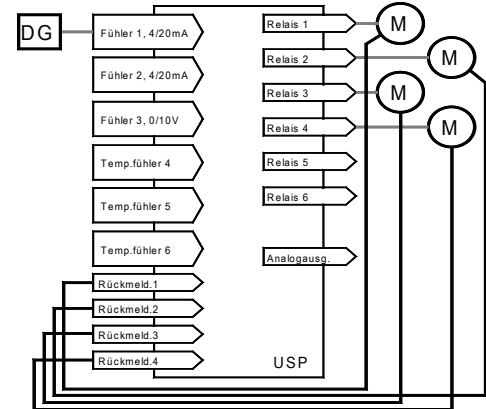 DG
Fühler 1, 4/20mA
Fühler 2, 4/20mA
Fühler 3, 0/10V
Temp.fühler 4
Temp.fühler 5
Temp.fühler 6
Rückmeld.1
Rückmeld.2
Rückmeld.3
Rückmeld.4
Relais 1
Relais 2
Relais 3
Relais 4
Relais 5
Relais 6
Analogausg.
USP
M
M
M
M